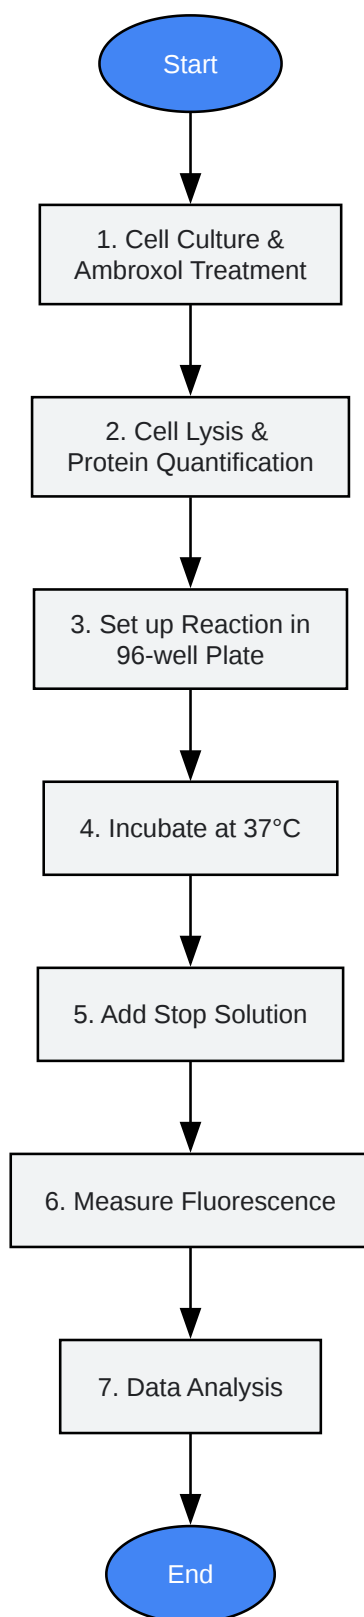 Start
1. Cell Culture &
Ambroxol Treatment
2. Cell Lysis &
Protein Quantification
3. Set up Reaction in
96-well Plate
4. Incubate at 37°C
5. Add Stop Solution
6. Measure Fluorescence
7. Data Analysis
End